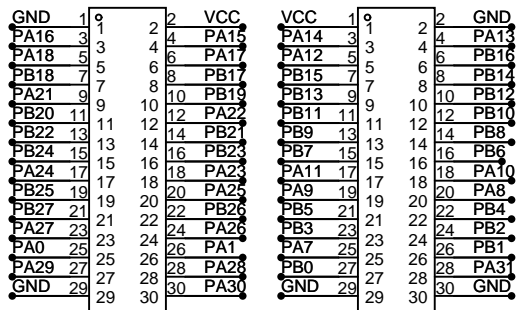 GND 1 1 2 2 VCC VCC 1 1 2 2 GND
PA16 3 3 4 4 PA15 PA14 3 3 4 4 PA13
PA18 5 5 6 6 PA17 PA12 5 5 6 6 PB16
PB18 7 7 8 8 PB17 PB15 7 7 8 8 PB14
PA21 9 9 10 10 PB19 PB13 9 9 10 10 PB12
PB20 11 11 12 12 PA22 PB11 11 11 12 12 PB10
PB22 13 13 14 14 PB21 PB9 13 13 14 14 PB8
PB24 15 15 16 16 PB23 PB7 15 15 16 16 PB6
PA24 17 17 18 18 PA23 PA11 17 17 18 18 PA10
PB25 19 19 20 20 PA25 PA9 19 19 20 20 PA8
PB27 21 21 22 22 PB26 PB5 21 21 22 22 PB4
PA27 23 23 24 24 PA26 PB3 23 23 24 24 PB2
PA0 25 25 26 26 PA1 PA7 25 25 26 26 PB1
PA29 27 27 28 28 PA28 PB0 27 27 28 28 PA31
GND 29 29 30 30 PA30 GND 29 29 30 30 GND